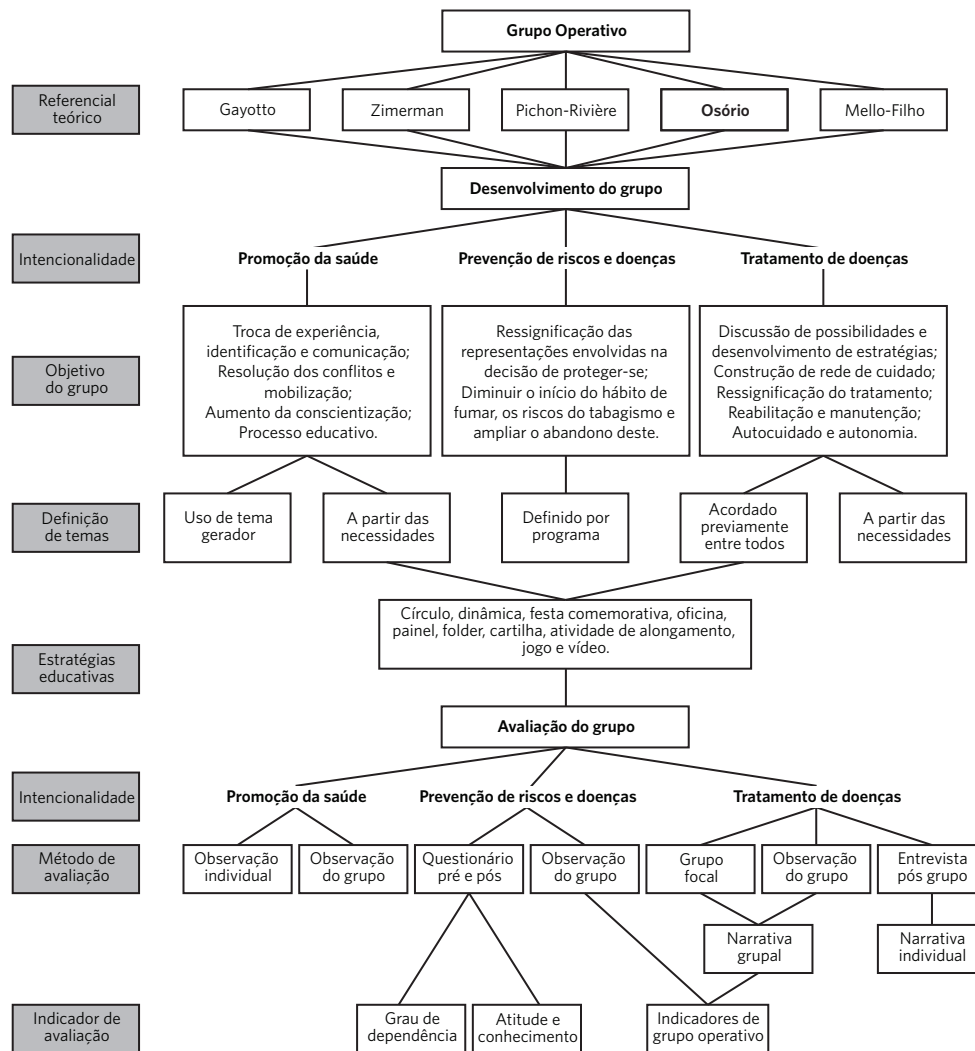 Grupo Operativo
Referencial
teórico
Gayotto
Zimerman
Pichon-Rivière
Osório
Mello-Filho
Desenvolvimento do grupo
Intencionalidade
Promoção da saúde
Prevenção de riscos e doenças
Tratamento de doenças
Objetivo
do grupo
Troca de experiência,
identificação e comunicação;
Resolução dos conflitos e
mobilização;
Aumento da conscientização;
Processo educativo.
Ressignificação das
representações envolvidas na
decisão de proteger-se;
Diminuir o início do hábito de
fumar, os riscos do tabagismo e
ampliar o abandono deste.
Discussão de possibilidades e
desenvolvimento de estratégias;
Construção de rede de cuidado;
Ressignificação do tratamento;
Reabilitação e manutenção;
Autocuidado e autonomia.
Definição
de temas
Uso de tema
gerador
A partir das
necessidades
Definido por
programa
Acordado
previamente
entre todos
A partir das
necessidades
Estratégias
educativas
Círculo, dinâmica, festa comemorativa, oficina,
painel, folder, cartilha, atividade de alongamento,
jogo e vídeo.
Avaliação do grupo
Intencionalidade
Promoção da saúde
Prevenção de riscos e doenças
Tratamento de doenças
Método de
avaliação
Observação
individual
Observação
do grupo
Questionário
pré e pós
Observação
do grupo
Grupo
focal
Observação
do grupo
Entrevista
pós grupo
Narrativa
grupal
Narrativa
individual
Indicador de
avaliação
Grau de
dependência
Atitude e
conhecimento
Indicadores de
grupo operativo